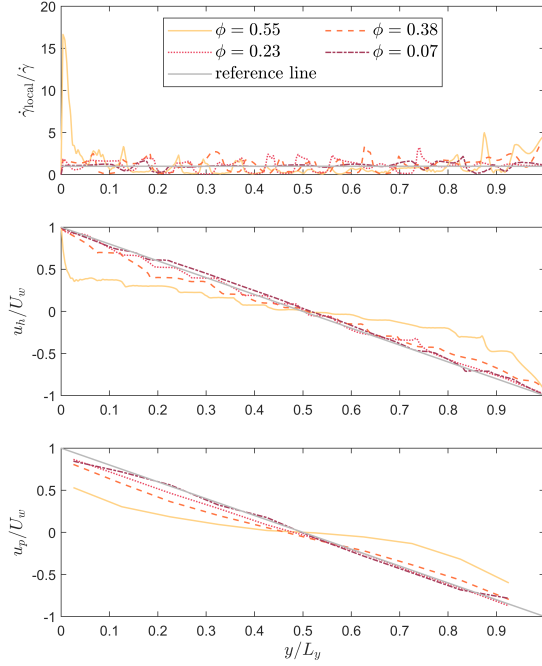 20
15
10
5
0
γ̇local/γ̇
ϕ = 0.55
ϕ = 0.38
ϕ = 0.23
ϕ = 0.07
reference line
0 0.1 0.2 0.3 0.4 0.5 0.6 0.7 0.8 0.9
1
0.5
0
-0.5
-1
uh/Uw
0 0.1 0.2 0.3 0.4 0.5 0.6 0.7 0.8 0.9
1
0.5
0
-0.5
-1
up/Uw
0 0.1 0.2 0.3 0.4 0.5 0.6 0.7 0.8 0.9
y/Ly